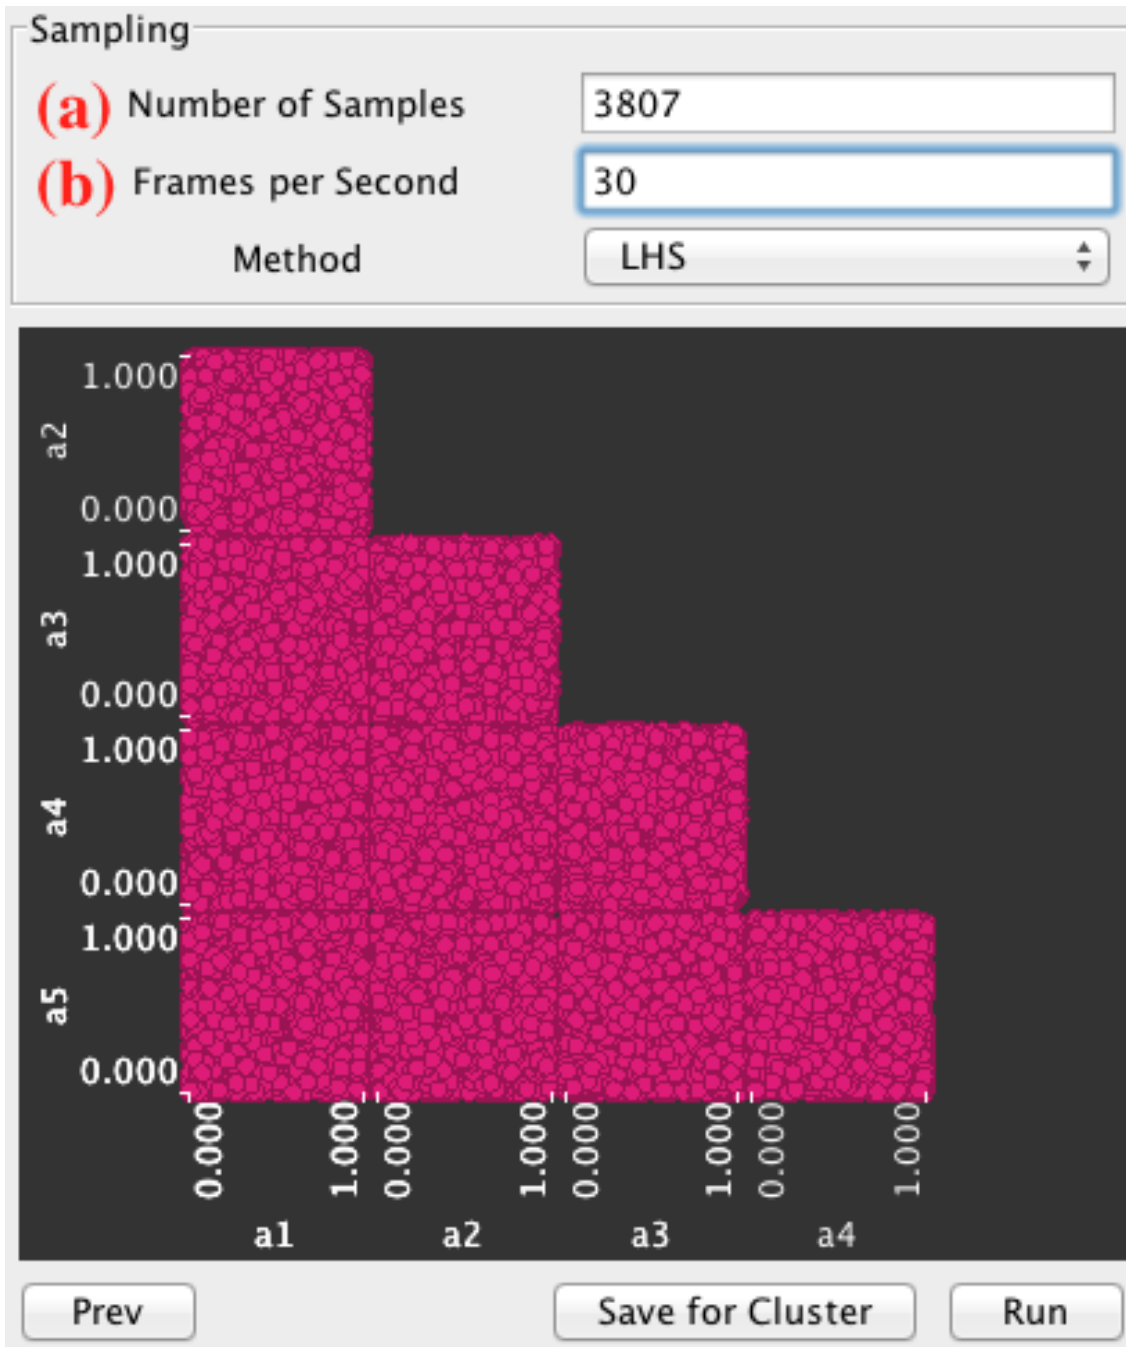 Sampling
(a) Number of Samples 3807
(b) Frames per Second 30
Method LHS
1.000
a2
0.000
1.000
a3
0.000
1.000
a4
0.000
1.000
a5
0.000
0.000 1.000 0.000 1.000 0.000 1.000 0.000 1.000
a1 a2 a3 a4
Prev Save for Cluster Run